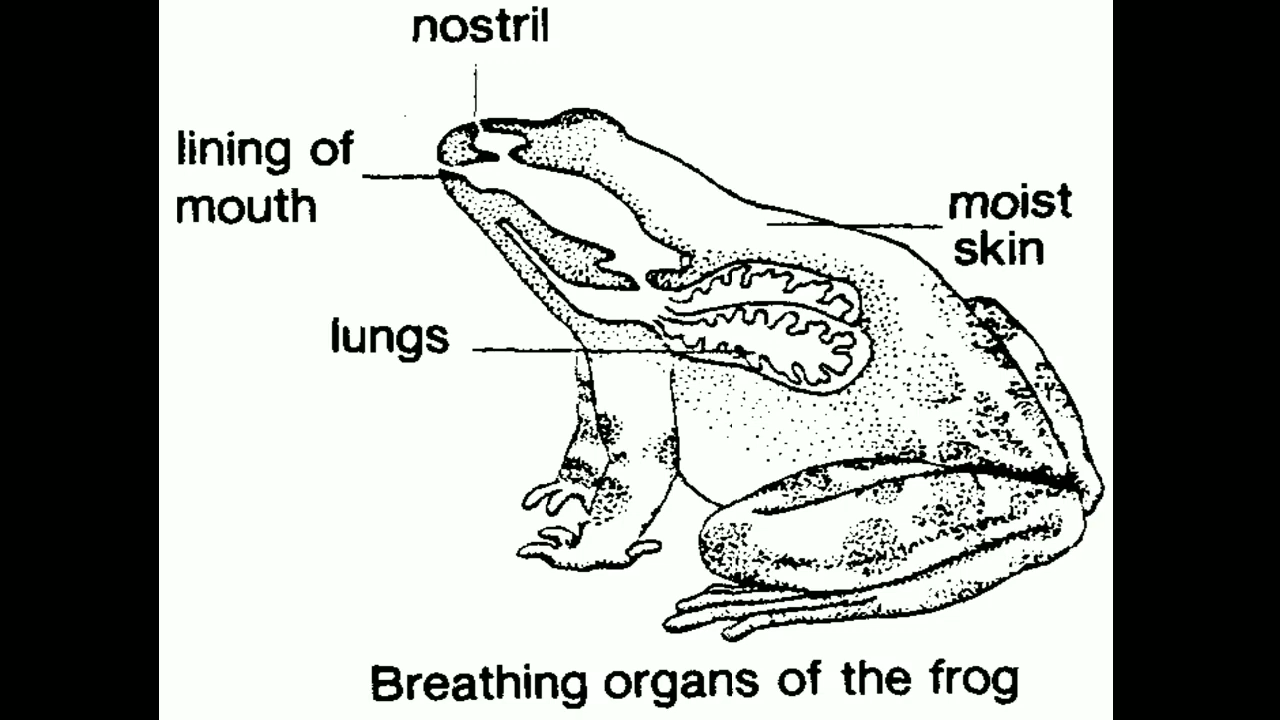 nostril
lining of
mouth
moist
skin
lungs
Breathing organs of the frog